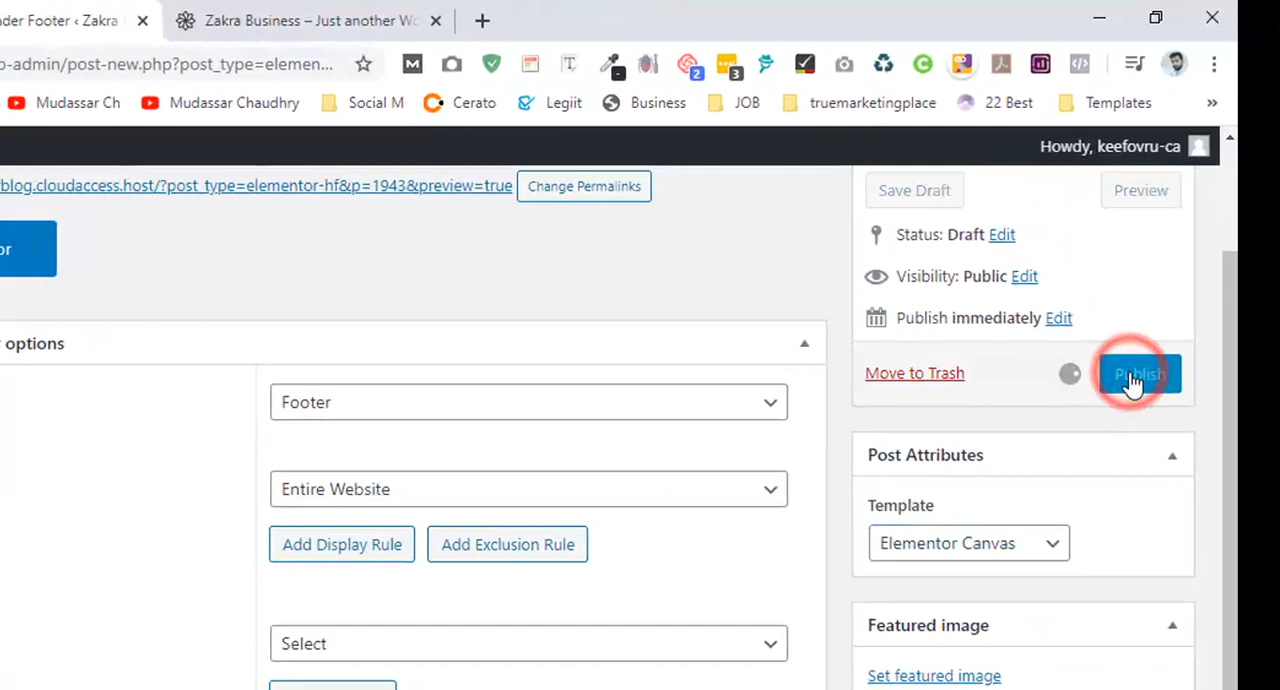 ader Footer ‹ Zakra
Zakra Business – Just another Wo
o-admin/post-new.php?post_type=elemen...
Mudassar Ch
Mudassar Chaudhry
Social M
Cerato
Legiit
Business
JOB
truemarketingplace
22 Best
Templates
»
Howdy, keefovru-ca
rblog.cloudaccess.host/?post_type=elementor-hf&p=1943&preview=true
Change Permalinks
Save Draft
Preview
or
Status: Draft Edit
Visibility: Public Edit
Publish immediately Edit
Move to Trash
Publish
r options
Footer
Entire Website
Add Display Rule
Add Exclusion Rule
Select
Post Attributes
Template
Elementor Canvas
Featured image
Set featured image